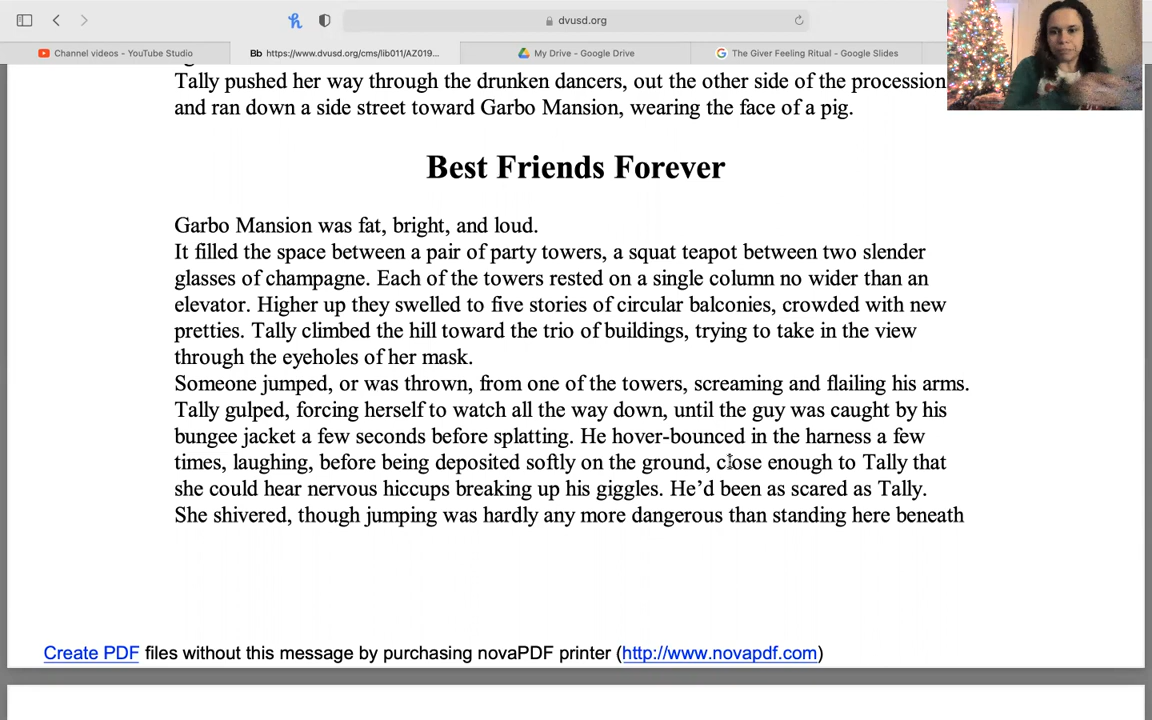 dvusd.org
Channel videos - YouTube Studio
Bb https://www.dvusd.org/cms/lib011/AZ019...
My Drive - Google Drive
The Giver Feeling Ritual - Google Slides
Tally pushed her way through the drunken dancers, out the other side of the procession
and ran down a side street toward Garbo Mansion, wearing the face of a pig.
Best Friends Forever
Garbo Mansion was fat, bright, and loud.
It filled the space between a pair of party towers, a squat teapot between two slender
glasses of champagne. Each of the towers rested on a single column no wider than an
elevator. Higher up they swelled to five stories of circular balconies, crowded with new
pretties. Tally climbed the hill toward the trio of buildings, trying to take in the view
through the eyeholes of her mask.
Someone jumped, or was thrown, from one of the towers, screaming and flailing his arms.
Tally gulped, forcing herself to watch all the way down, until the guy was caught by his
bungee jacket a few seconds before splatting. He hover-bounced in the harness a few
times, laughing, before being deposited softly on the ground, close enough to Tally that
she could hear nervous hiccups breaking up his giggles. He’d been as scared as Tally.
She shivered, though jumping was hardly any more dangerous than standing here beneath
Create PDF files without this message by purchasing novaPDF printer (http://www.novapdf.com)